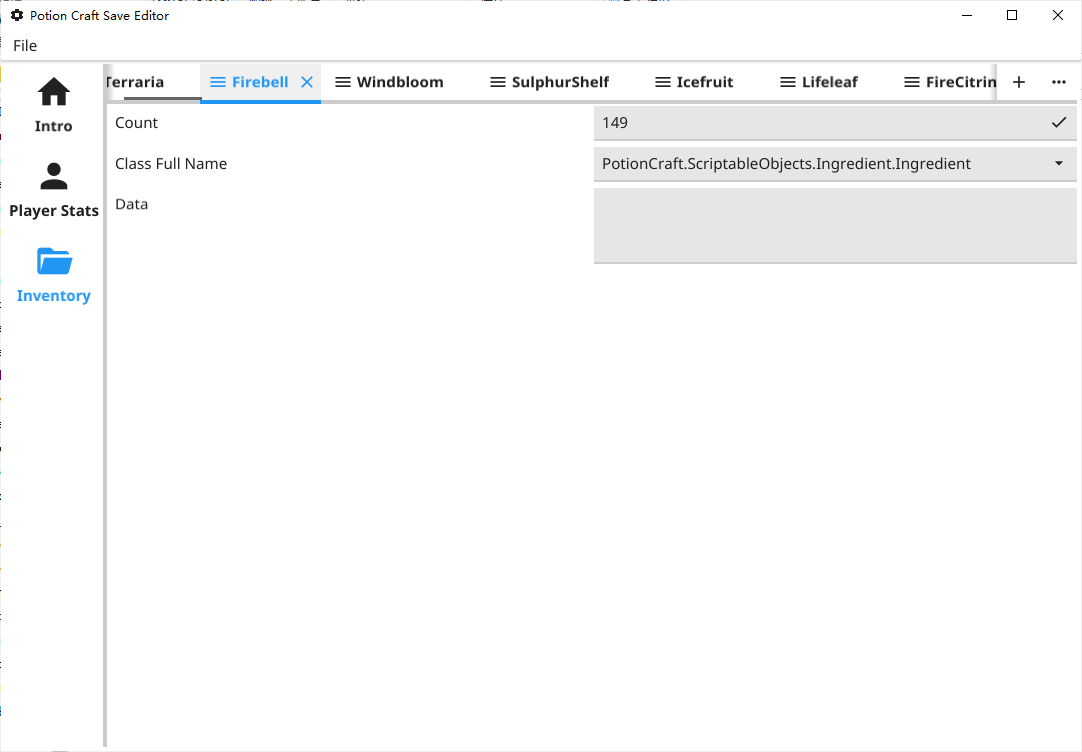 Potion Craft Save Editor
File
Terraria
Firebell
Windbloom
SulphurShelf
Icefruit
Lifeleaf
FireCitrin
Intro
Player Stats
Inventory
Count
149
Class Full Name
PotionCraft.ScriptableObjects.Ingredient.Ingredient
Data